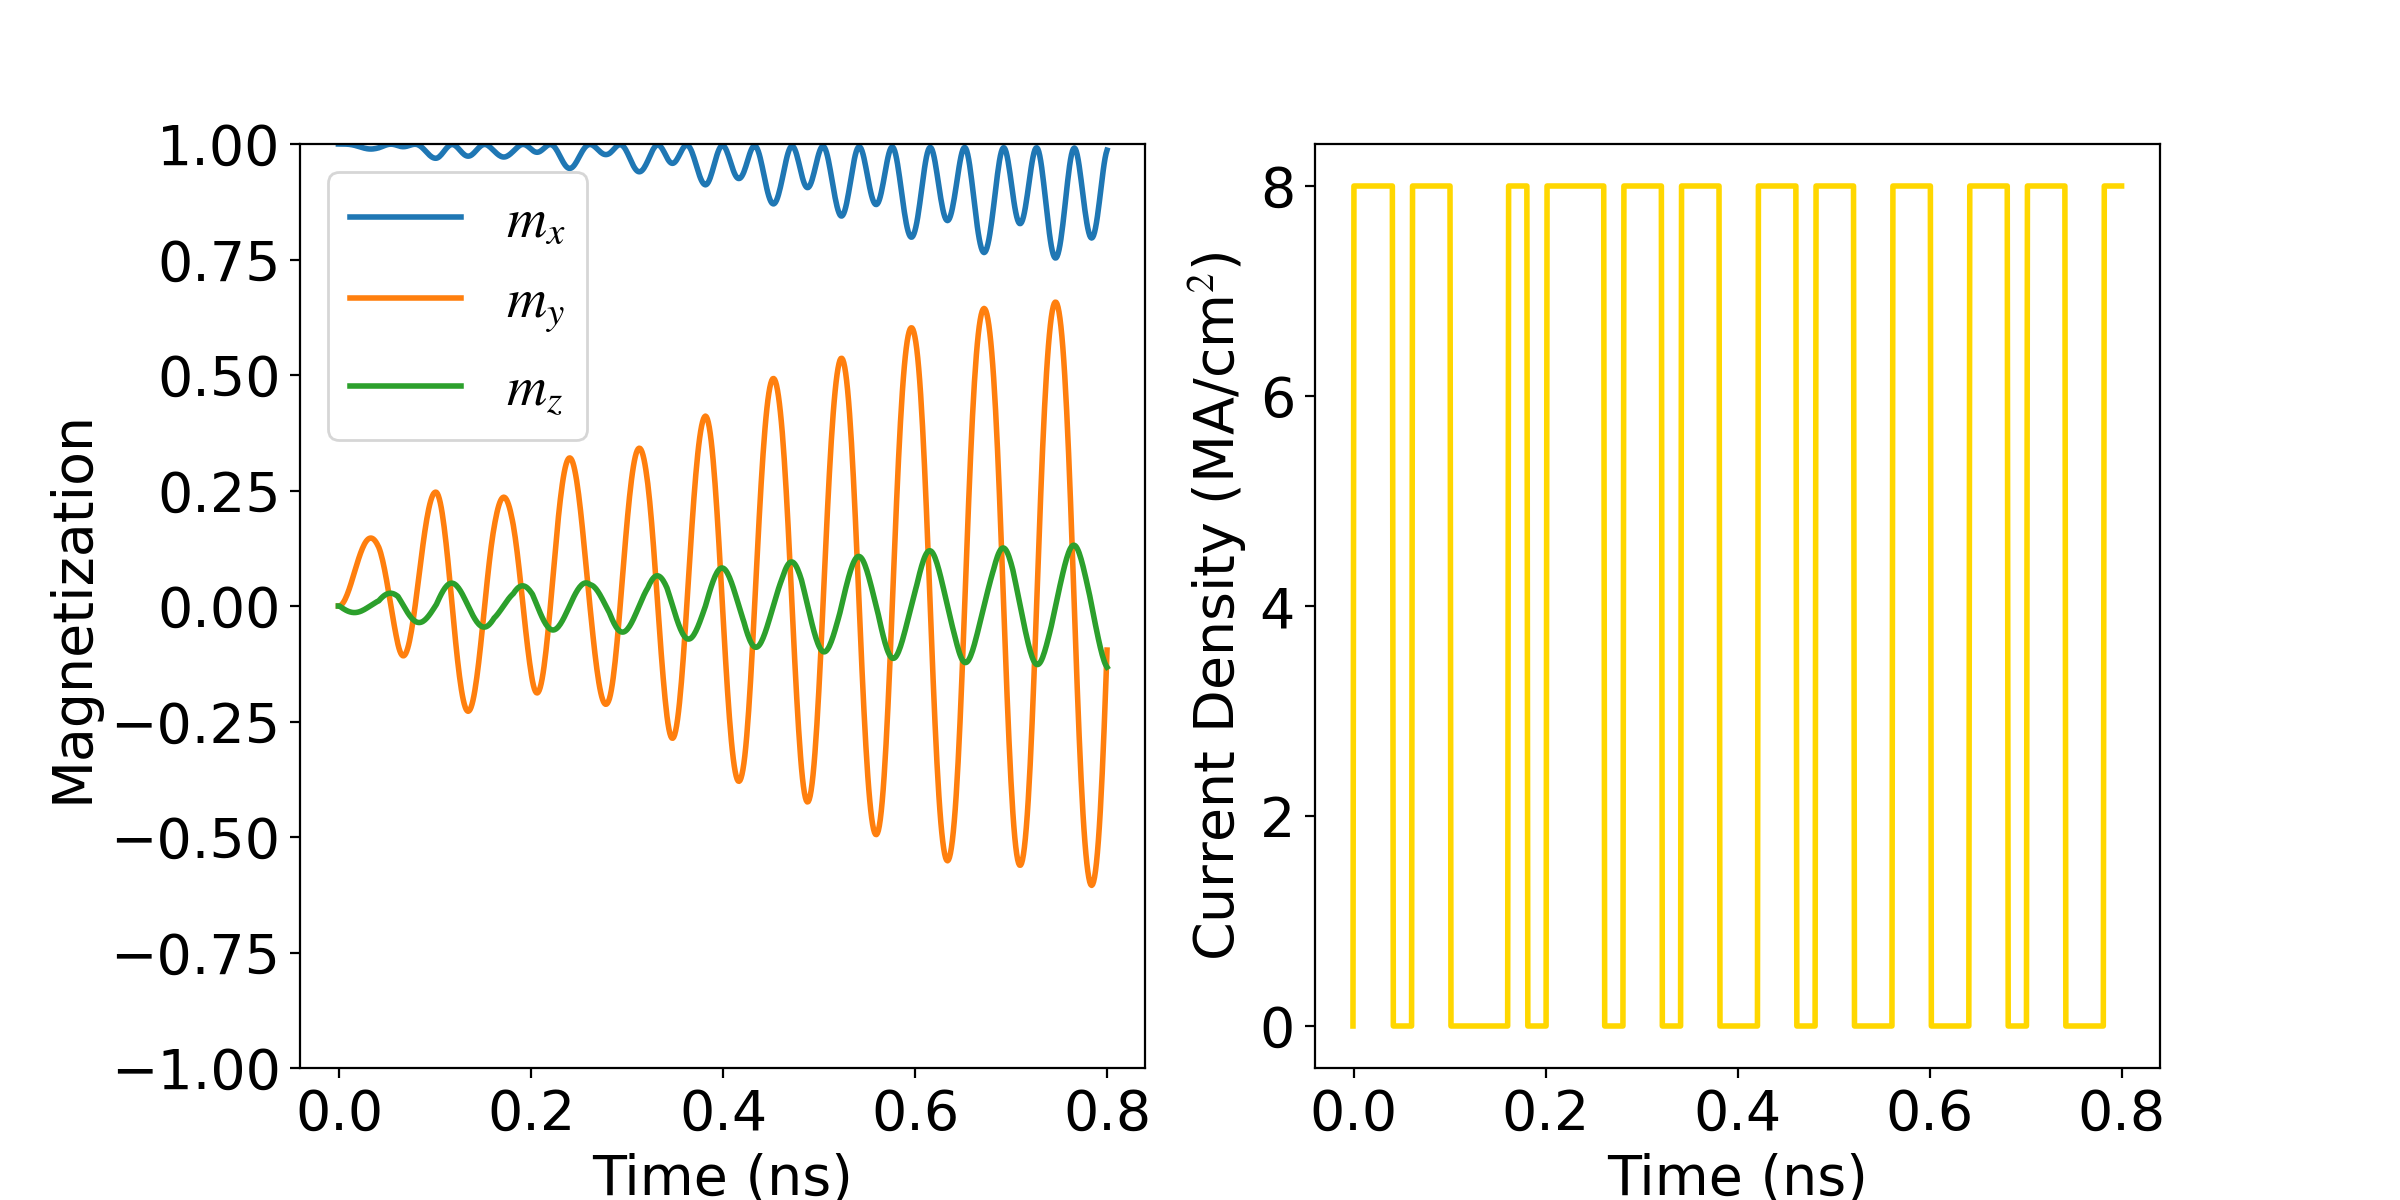 1.00
0.75
0.50
0.25
0.00
−0.25
−0.50
−0.75
−1.00
Magnetization
m_x
m_y
m_z
0.0 0.2 0.4 0.6 0.8
Time (ns)
8
6
4
2
0
Current Density (MA/cm²)
0.0 0.2 0.4 0.6 0.8
Time (ns)